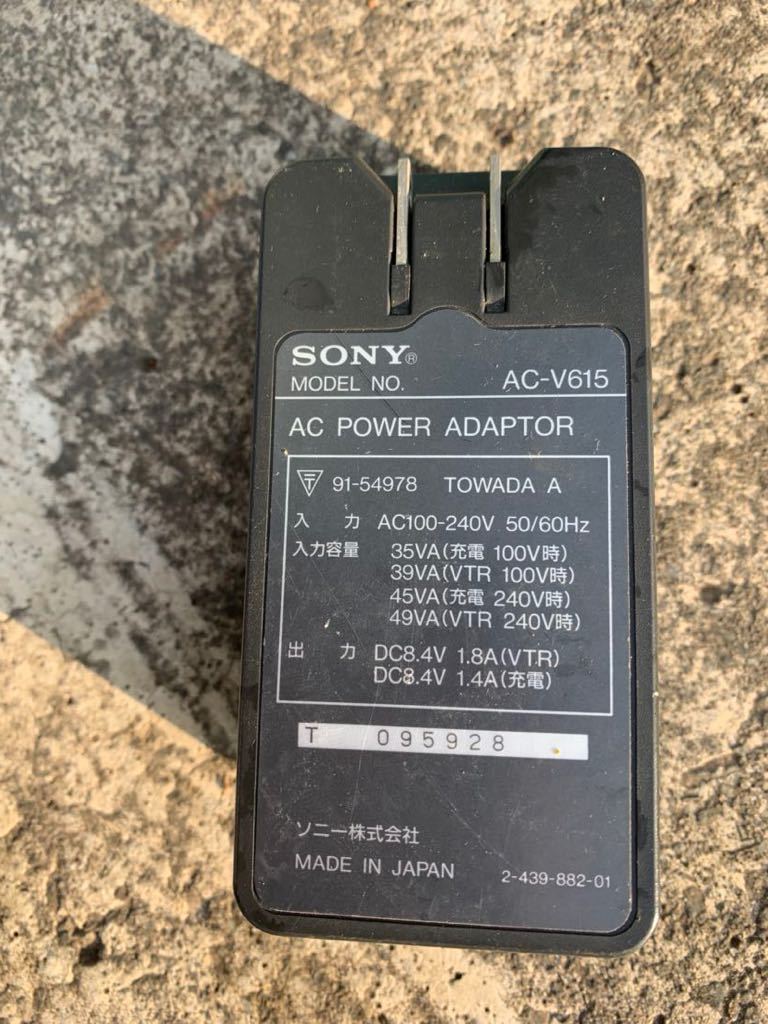 SONY®
MODEL NO. AC-V615
AC POWER ADAPTOR
T 91-54978 TOWADA A
入 力 AC100-240V 50/60Hz
入力容量 35VA(充電 100V時)
39VA(VTR 100V時)
45VA(充電 240V時)
49VA(VTR 240V時)
出 力 DC8.4V 1.8A(VTR)
DC8.4V 1.4A(充電)
T 095928
ソニー株式会社
MADE IN JAPAN 2-439-882-01